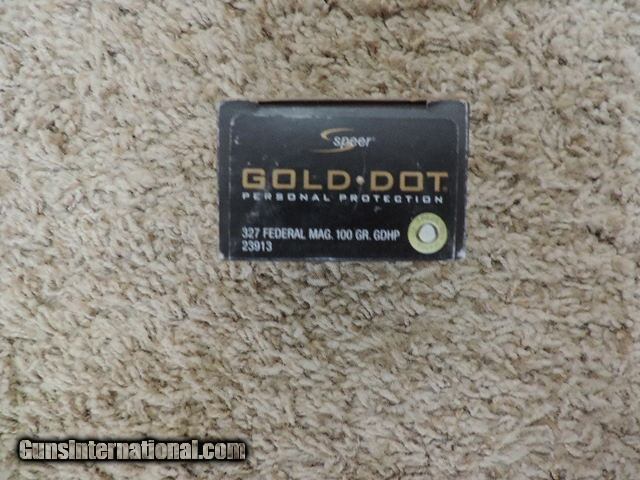 speer
GOLD DOT
PERSONAL PROTECTION
327 FEDERAL MAG. 100 GR. GDHP
23913
GunsInternational.com